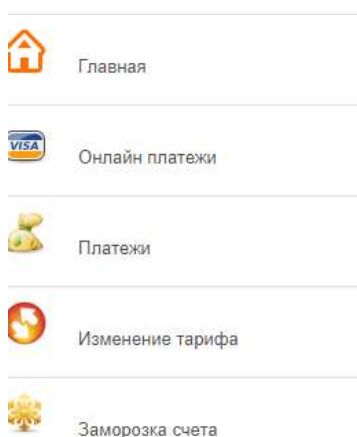 Главная
VISA
Онлайн платежи
Платежи
Изменение тарифа
Заморозка счета